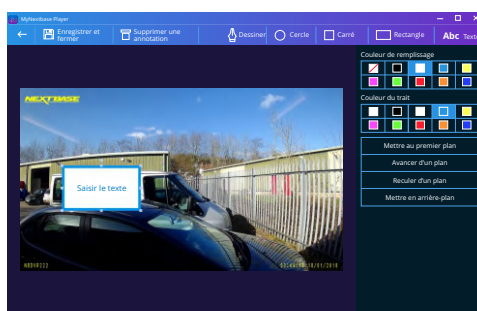 MyNextbase Player
Enregistrer et fermer
Supprimer une annotation
Dessiner
Cercle
Carré
Rectangle
Abc Texte
Couleur de remplissage
NEXTBASE
Couleur du trait
Mettre au premier plan
Avancer d'un plan
Reculer d'un plan
Mettre en arrière-plan
Saisir le texte